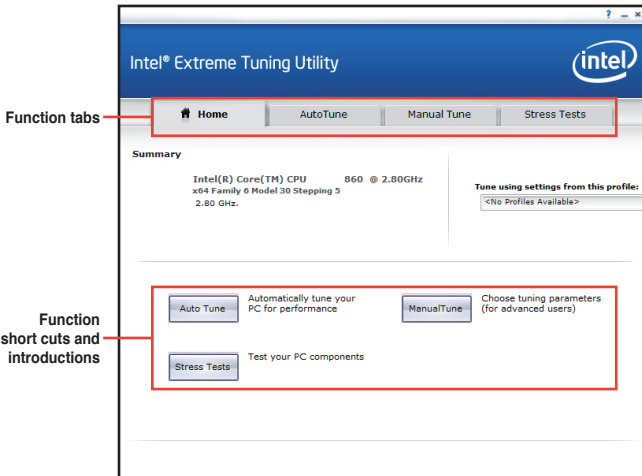 ? – ×
Intel® Extreme Tuning Utility
intel
Function tabs
Home AutoTune Manual Tune Stress Tests
Summary
Intel(R) Core(TM) CPU 860 @ 2.80GHz
x64 Family 6 Model 30 Stepping 5
2.80 GHz.
Tune using settings from this profile:
<No Profiles Available>
Function
short cuts and
introductions
Auto Tune
Automatically tune your
PC for performance
ManualTune
Choose tuning parameters
(for advanced users)
Stress Tests
Test your PC components